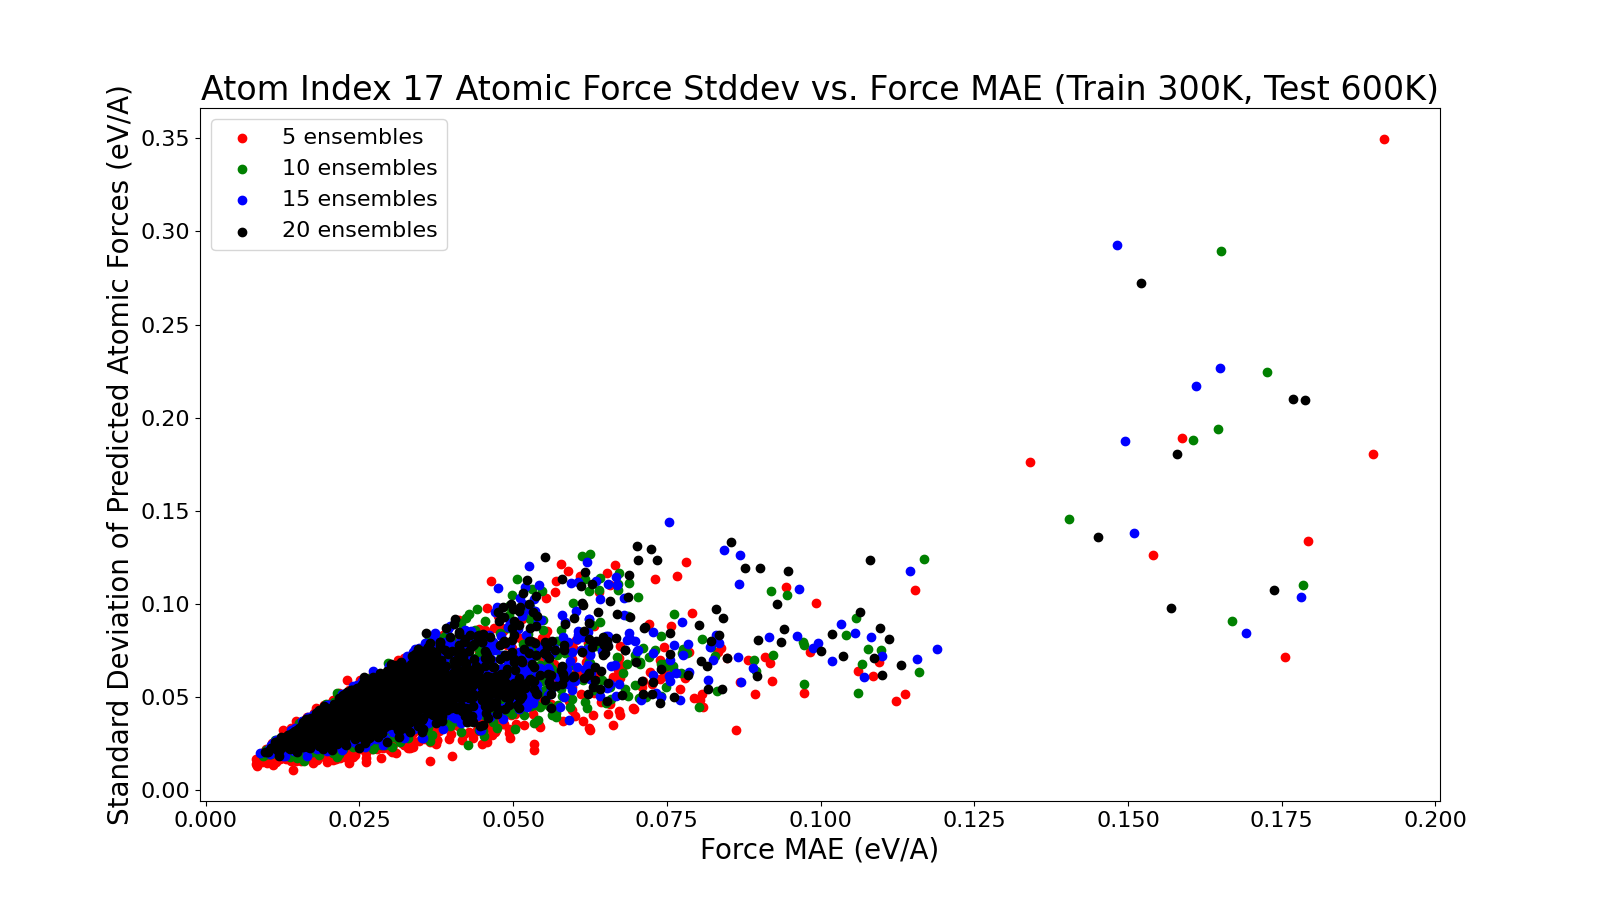 Atom Index 17 Atomic Force Stddev vs. Force MAE (Train 300K, Test 600K)
5 ensembles
10 ensembles
15 ensembles
20 ensembles
Standard Deviation of Predicted Atomic Forces (eV/A)
0.35
0.30
0.25
0.20
0.15
0.10
0.05
0.00
0.000 0.025 0.050 0.075 0.100 0.125 0.150 0.175 0.200
Force MAE (eV/A)